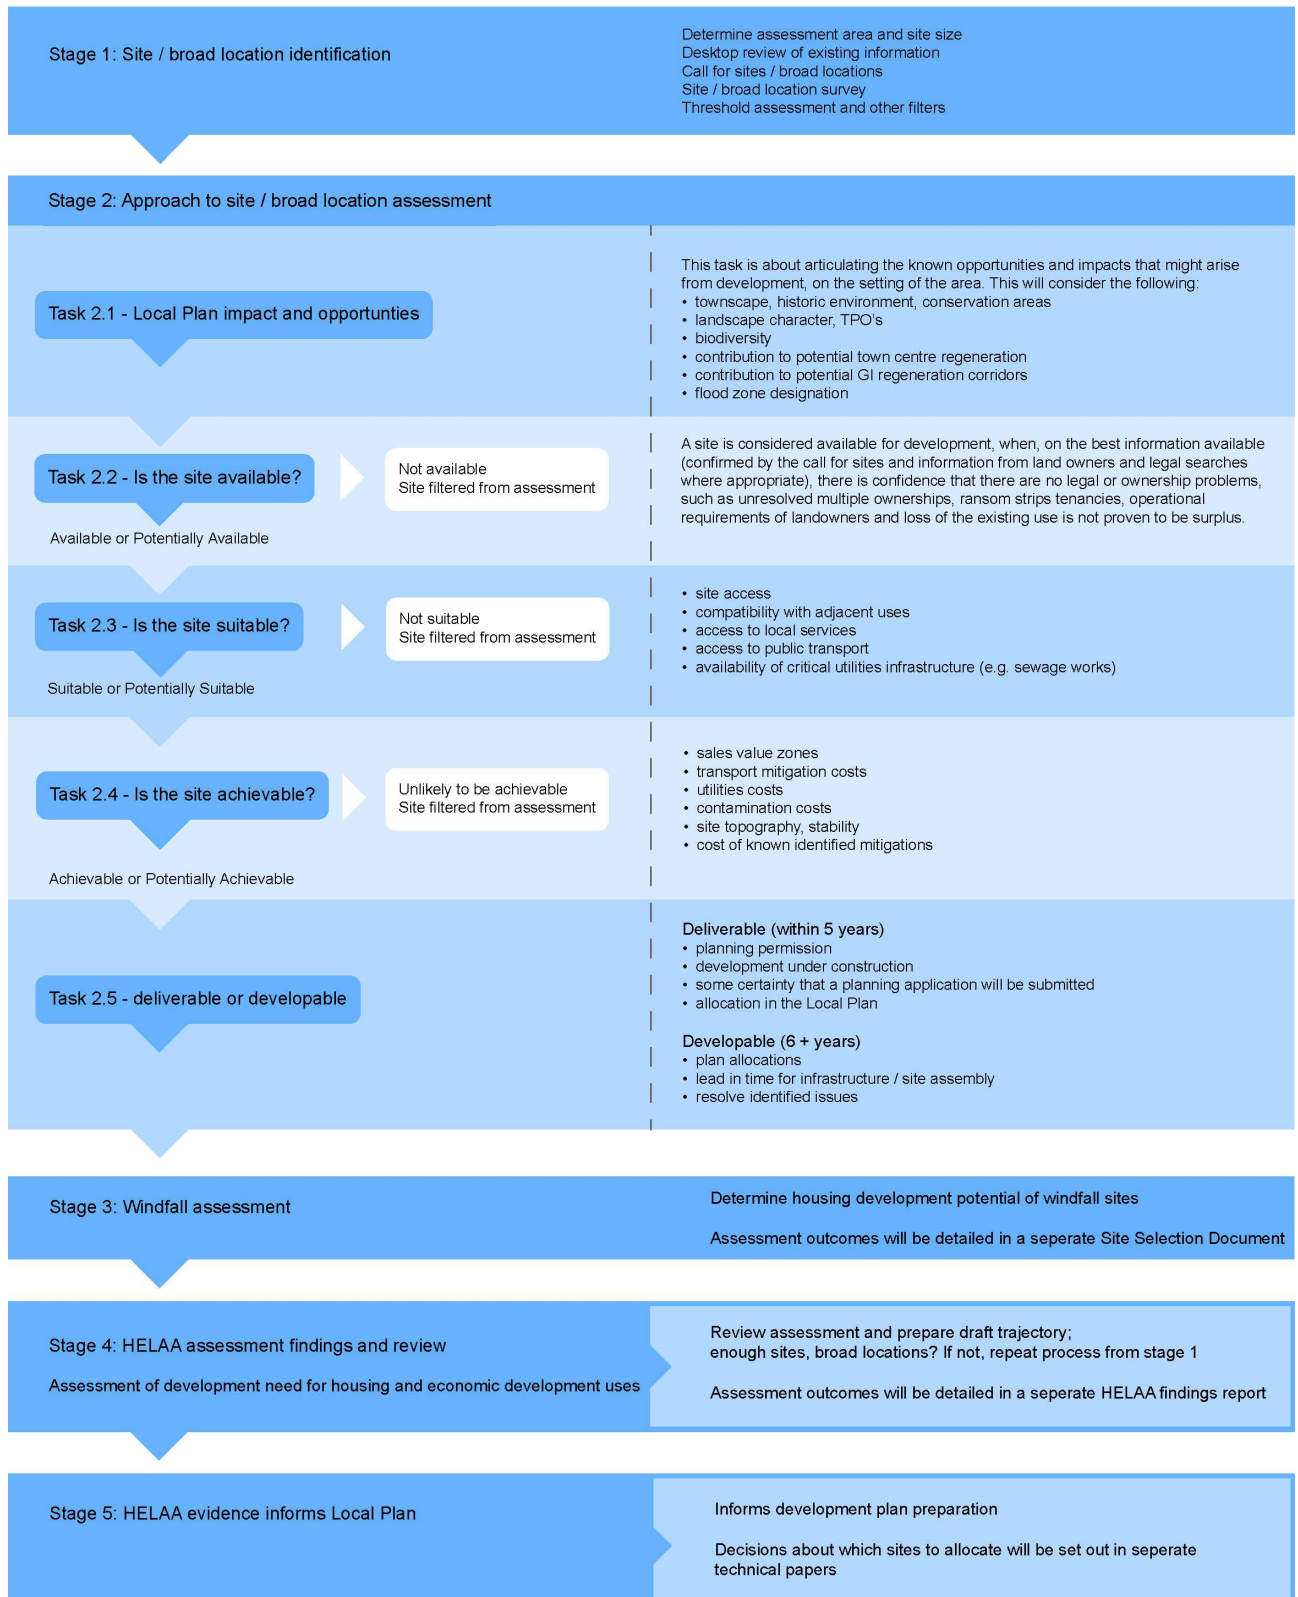 Stage 1: Site / broad location identification
Determine assessment area and site size
Desktop review of existing information
Call for sites / broad locations
Site / broad location survey
Threshold assessment and other filters
Stage 2: Approach to site / broad location assessment
Task 2.1 - Local Plan impact and opportunties
This task is about articulating the known opportunities and impacts that might arise
from development, on the setting of the area. This will consider the following:
• townscape, historic environment, conservation areas
• landscape character, TPO's
• biodiversity
• contribution to potential town centre regeneration
• contribution to potential GI regeneration corridors
• flood zone designation
Task 2.2 - Is the site available?
Not available
Site filtered from assessment
Available or Potentially Available
A site is considered available for development, when, on the best information available
(confirmed by the call for sites and information from land owners and legal searches
where appropriate), there is confidence that there are no legal or ownership problems,
such as unresolved multiple ownerships, ransom strips tenancies, operational
requirements of landowners and loss of the existing use is not proven to be surplus.
Task 2.3 - Is the site suitable?
Not suitable
Site filtered from assessment
Suitable or Potentially Suitable
• site access
• compatibility with adjacent uses
• access to local services
• access to public transport
• availability of critical utilities infrastructure (e.g. sewage works)
Task 2.4 - Is the site achievable?
Unlikely to be achievable
Site filtered from assessment
Achievable or Potentially Achievable
• sales value zones
• transport mitigation costs
• utilities costs
• contamination costs
• site topography, stability
• cost of known identified mitigations
Task 2.5 - deliverable or developable
Deliverable (within 5 years)
• planning permission
• development under construction
• some certainty that a planning application will be submitted
• allocation in the Local Plan
Developable (6 + years)
• plan allocations
• lead in time for infrastructure / site assembly
• resolve identified issues
Stage 3: Windfall assessment
Determine housing development potential of windfall sites
Assessment outcomes will be detailed in a seperate Site Selection Document
Stage 4: HELAA assessment findings and review
Assessment of development need for housing and economic development uses
Review assessment and prepare draft trajectory;
enough sites, broad locations? If not, repeat process from stage 1
Assessment outcomes will be detailed in a seperate HELAA findings report
Stage 5: HELAA evidence informs Local Plan
Informs development plan preparation
Decisions about which sites to allocate will be set out in seperate
technical papers